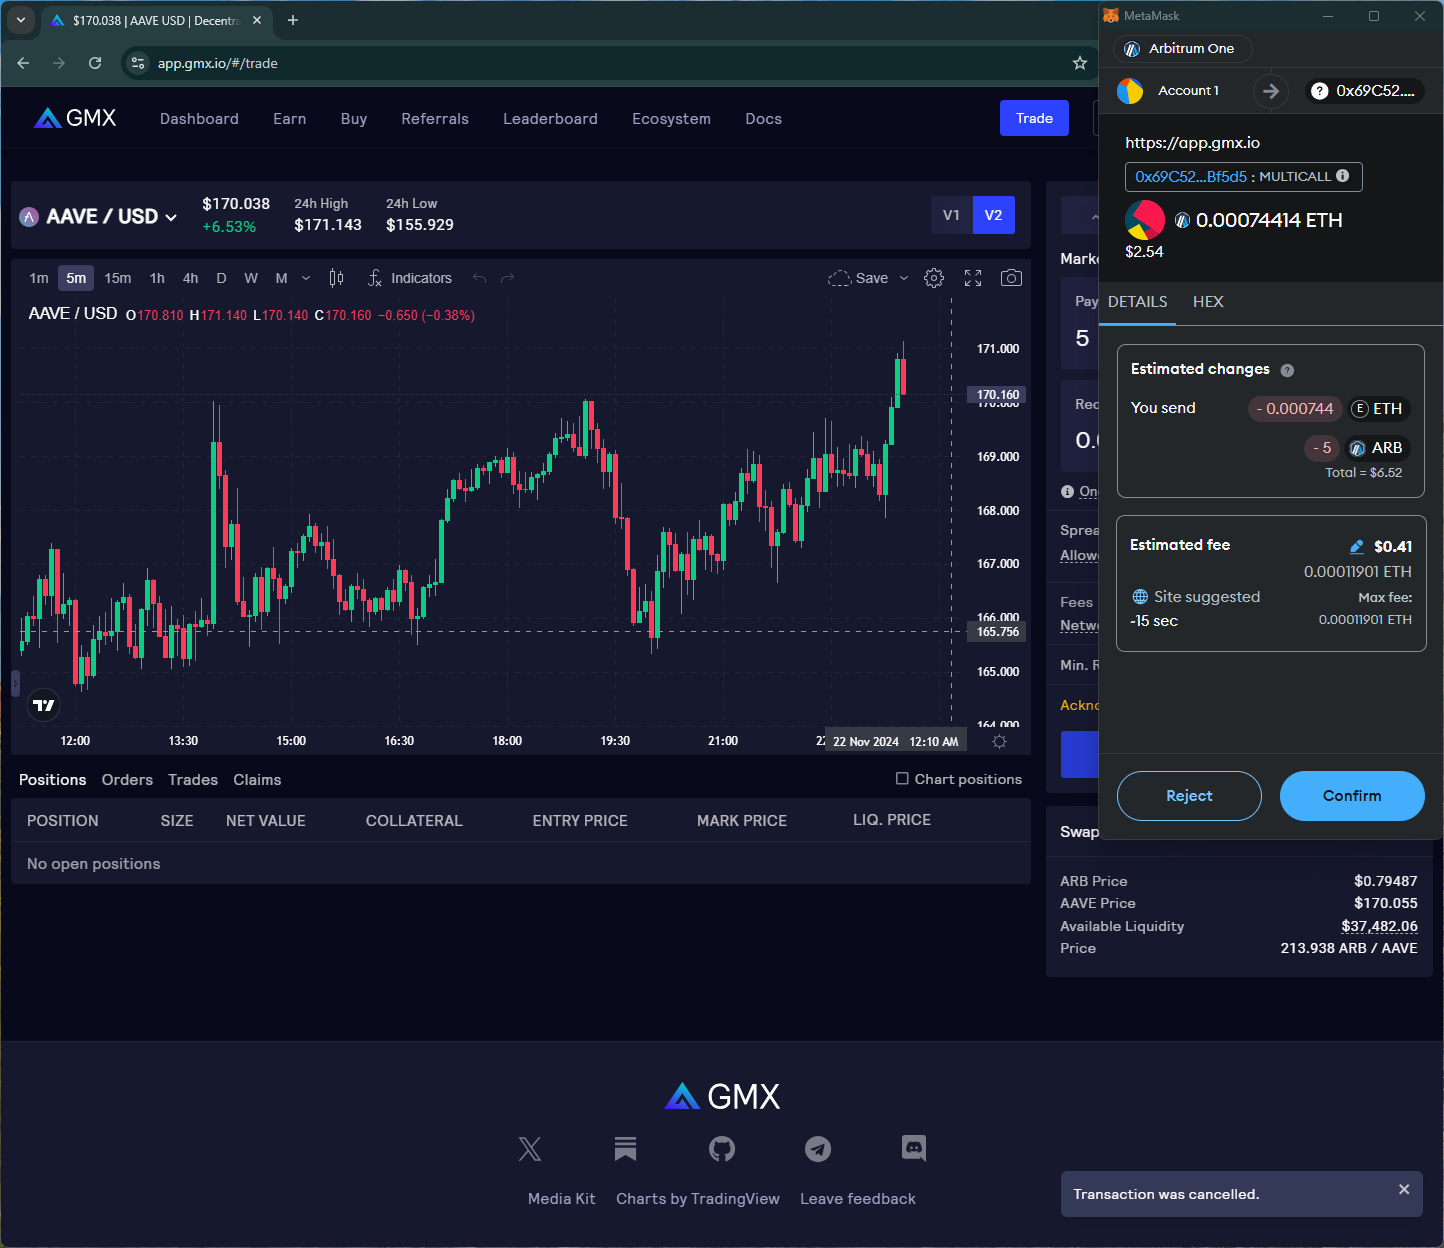 $170.038 | AAVE USD | Decentra
app.gmx.io/#/trade
GMX
Dashboard
Earn
Buy
Referrals
Leaderboard
Ecosystem
Docs
Trade
AAVE / USD
$170.038
+6.53%
24h High
$171.143
24h Low
$155.929
V1
V2
1m 5m 15m 1h 4h D W M
Indicators
Save
AAVE / USD O170.810 H171.140 L170.140 C170.160 −0.650 (−0.38%)
171.000
170.160
170.000
169.000
168.000
167.000
166.000
165.756
165.000
164.000
12:00 13:30 15:00 16:30 18:00 19:30 21:00 22 Nov 2024 12:10 AM
Positions Orders Trades Claims
Chart positions
POSITION SIZE NET VALUE COLLATERAL ENTRY PRICE MARK PRICE LIQ. PRICE
No open positions
Marke
Pay
5
Rec
0.0
On
Sprea
Allow
Fees
Netw
Min. R
Ackno
Swap
ARB Price $0.79487
AAVE Price $170.055
Available Liquidity $37,482.06
Price 213.938 ARB / AAVE
MetaMask
Arbitrum One
Account 1
0x69C52....
https://app.gmx.io
0x69C52...Bf5d5 : MULTICALL
0.00074414 ETH
$2.54
DETAILS
HEX
Estimated changes
You send
- 0.000744 E ETH
- 5 ARB
Total = $6.52
Estimated fee
$0.41
0.00011901 ETH
Site suggested
Max fee:
~15 sec
0.00011901 ETH
Reject
Confirm
GMX
Media Kit
Charts by TradingView
Leave feedback
Transaction was cancelled.